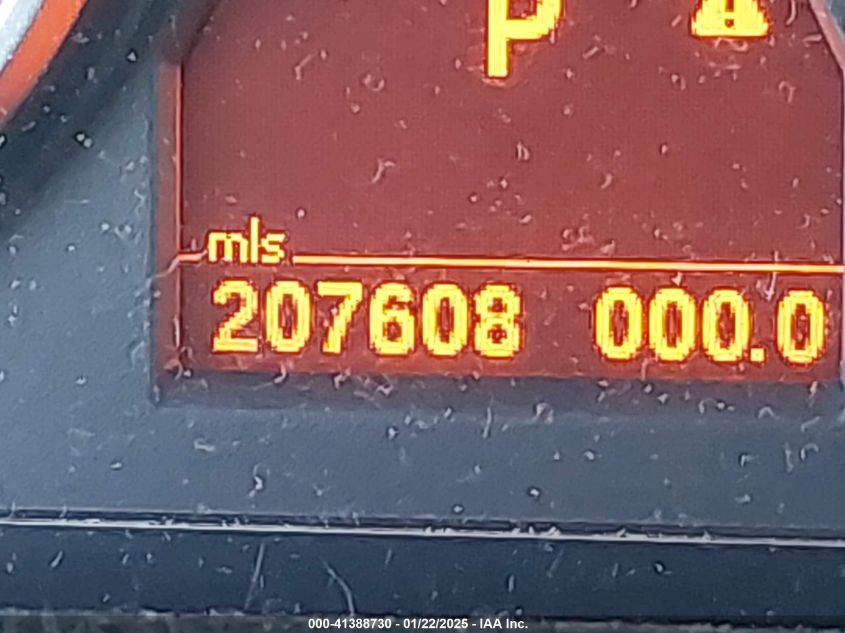 P
mls
207608 000.0
000-41388730 - 01/22/2025 - IAA Inc.